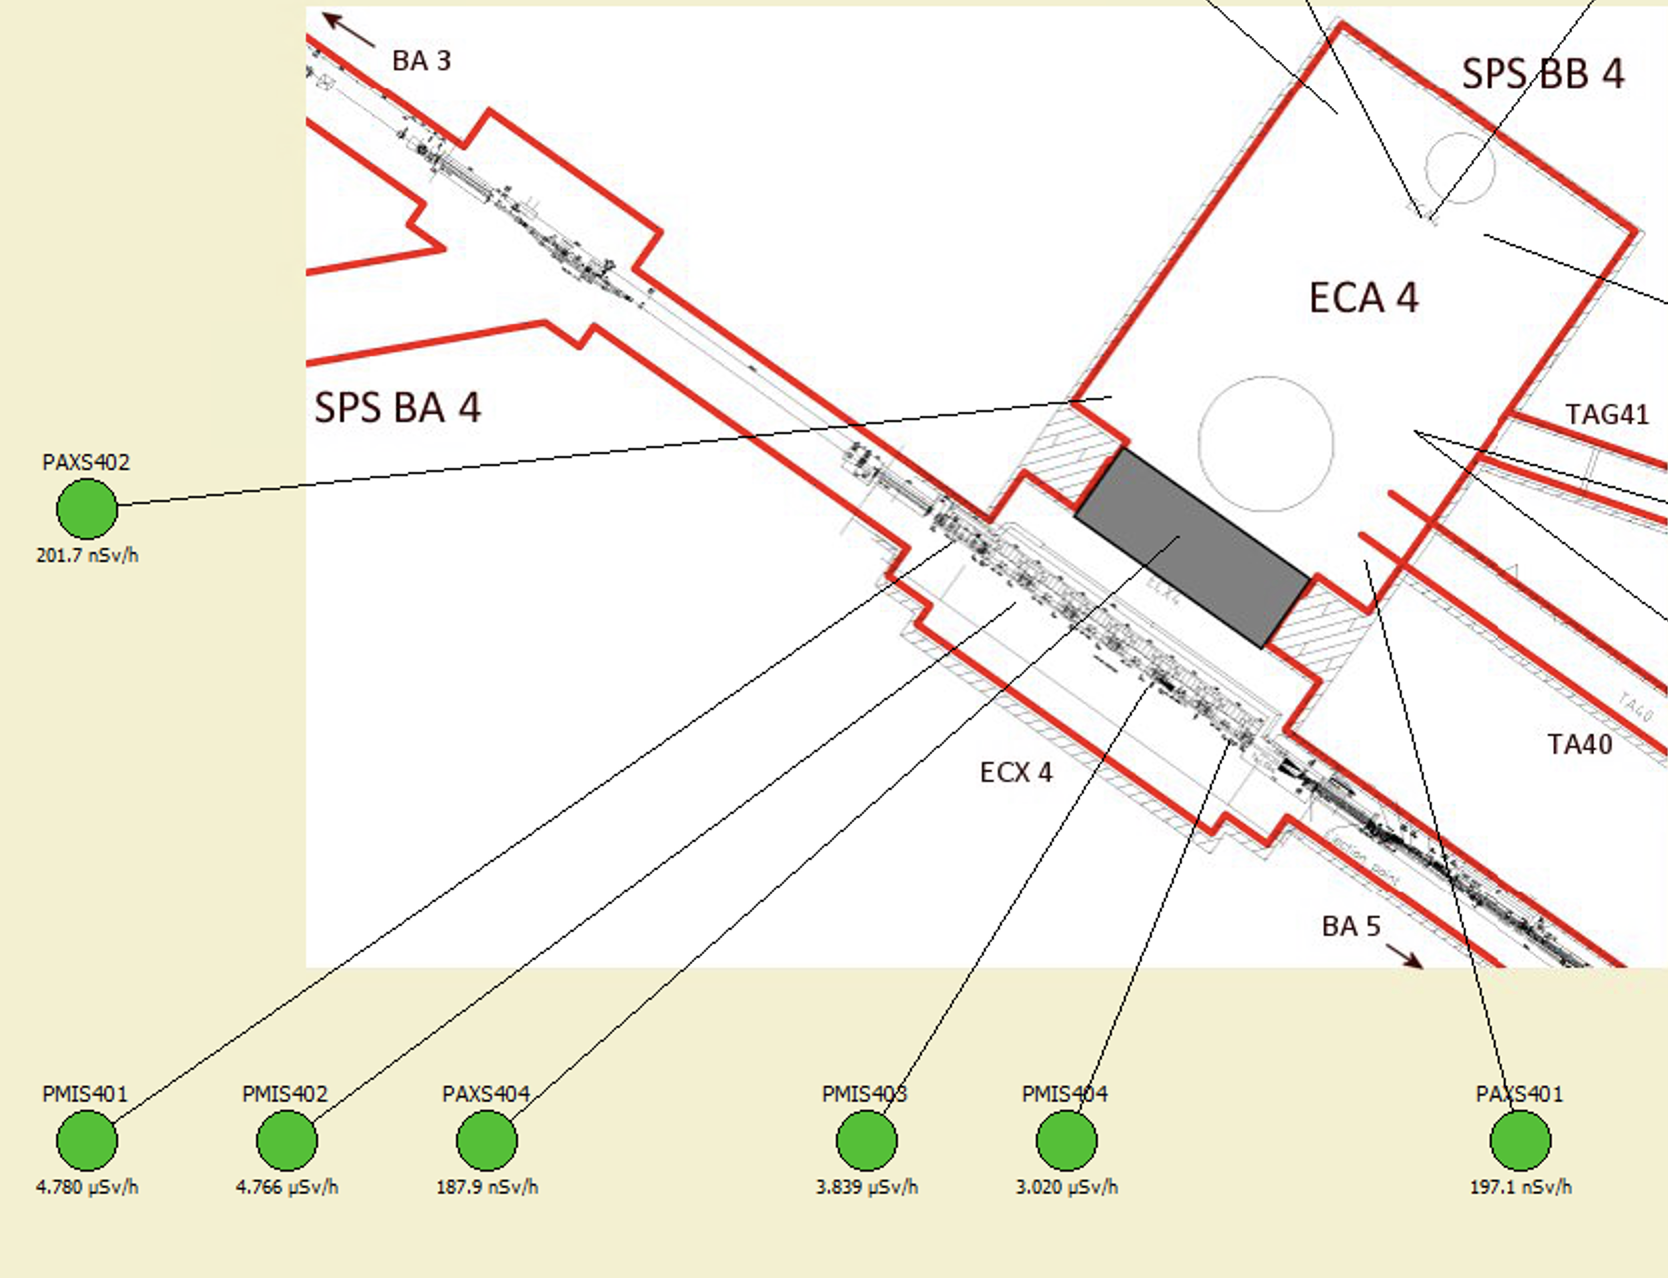 BA 3
SPS BB 4
ECA 4
SPS BA 4
TAG41
PAXS402
201.7 nSv/h
ECX4
TA40
TA40
ECX 4
BA 5
PMIS401
PMIS402
PAXS404
PMIS403
PMIS404
PAXS401
4.780 µSv/h
4.766 µSv/h
187.9 nSv/h
3.839 µSv/h
3.020 µSv/h
197.1 nSv/h